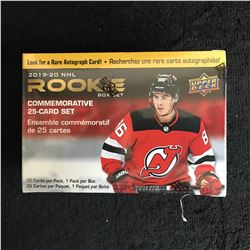 Look for a Rare Autograph Card! • Recherchez une rare carte autographiée!
2019-20 NHL
ROOKIE
BOX SET
UPPER DECK
COMMEMORATIVE
25-CARD SET
Ensemble commémoratif
de 25 cartes
86
25 Cards per Pack, 1 Pack per Box
25 Cartes par Paquet, 1 Paquet par Boîte